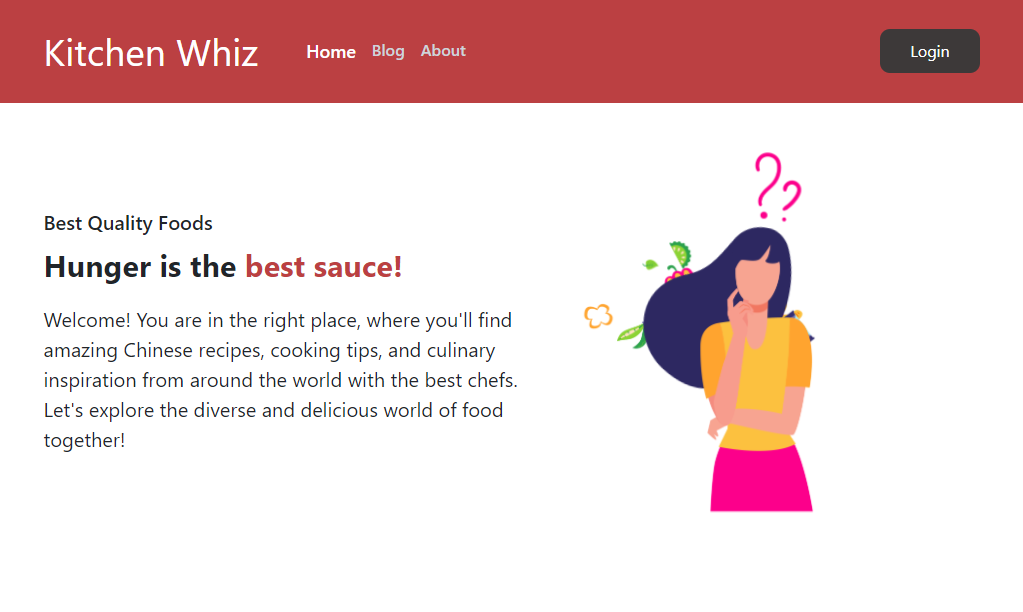 Kitchen Whiz
Home Blog About
Login
Best Quality Foods
Hunger is the best sauce!
Welcome! You are in the right place, where you'll find
amazing Chinese recipes, cooking tips, and culinary
inspiration from around the world with the best chefs.
Let's explore the diverse and delicious world of food
together!
??